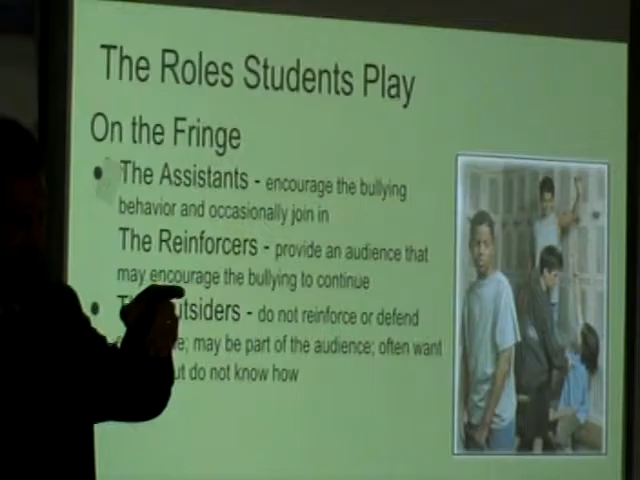 The Roles Students Play
On the Fringe
• The Assistants - encourage the bullying
behavior and occasionally join in
The Reinforcers - provide an audience that
may encourage the bullying to continue
• - do not reinforce or defend
may be part of the audience; often want
but do not know how